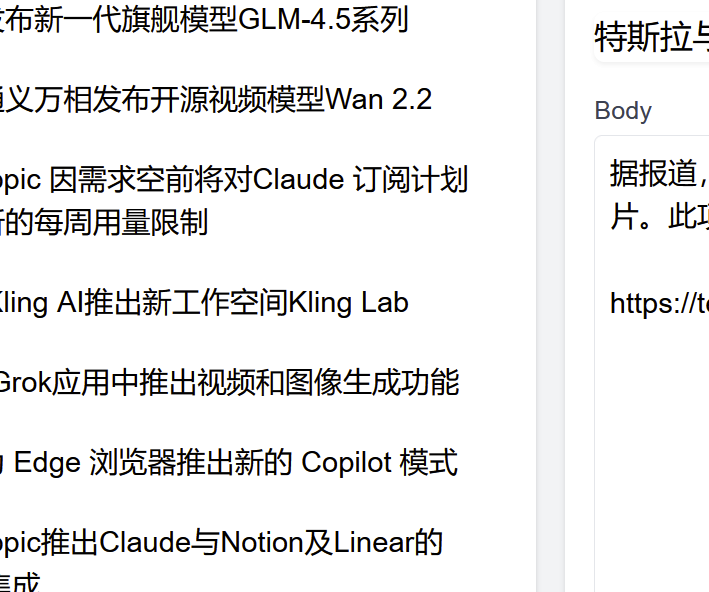 发布新一代旗舰模型GLM-4.5系列
通义万相发布开源视频模型Wan 2.2
opic 因需求空前将对Claude 订阅计划
新的每周用量限制
Kling AI推出新工作空间Kling Lab
Grok应用中推出视频和图像生成功能
Edge 浏览器推出新的 Copilot 模式
opic推出Claude与Notion及Linear的
集成
特斯拉与
Body
据报道，
片。此项
https://te